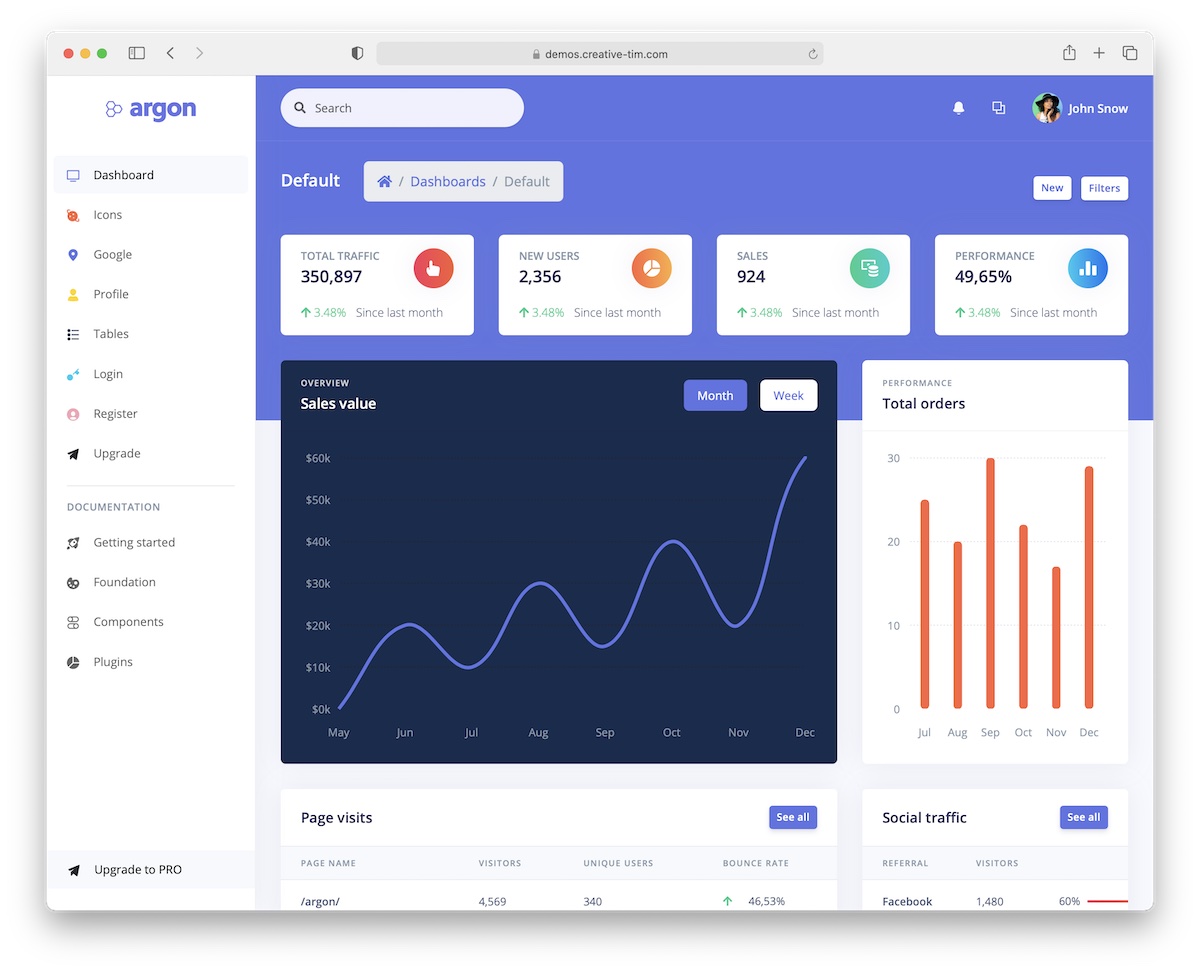 demos.creative-tim.com
argon
Search
John Snow
Dashboard
Icons
Google
Profile
Tables
Login
Register
Upgrade
DOCUMENTATION
Getting started
Foundation
Components
Plugins
Upgrade to PRO
Default
/ Dashboards / Default
New
Filters
TOTAL TRAFFIC
350,897
3.48% Since last month
NEW USERS
2,356
3.48% Since last month
SALES
924
3.48% Since last month
PERFORMANCE
49,65%
3.48% Since last month
OVERVIEW
Sales value
Month
Week
$60k
$50k
$40k
$30k
$20k
$10k
$0k
May Jun Jul Aug Sep Oct Nov Dec
PERFORMANCE
Total orders
30
20
10
0
Jul Aug Sep Oct Nov Dec
Page visits
See all
PAGE NAME VISITORS UNIQUE USERS BOUNCE RATE
/argon/ 4,569 340 46,53%
Social traffic
See all
REFERRAL VISITORS
Facebook 1,480 60%